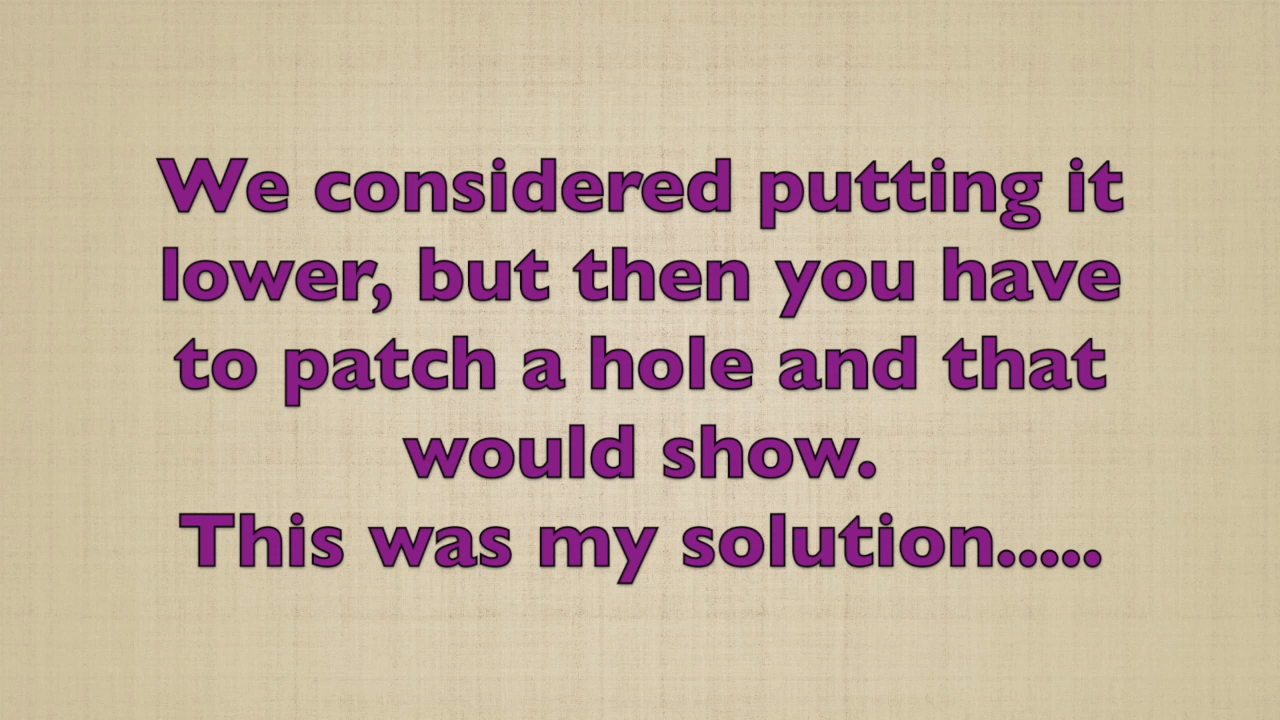 We considered putting it
lower, but then you have
to patch a hole and that
would show.
This was my solution.....